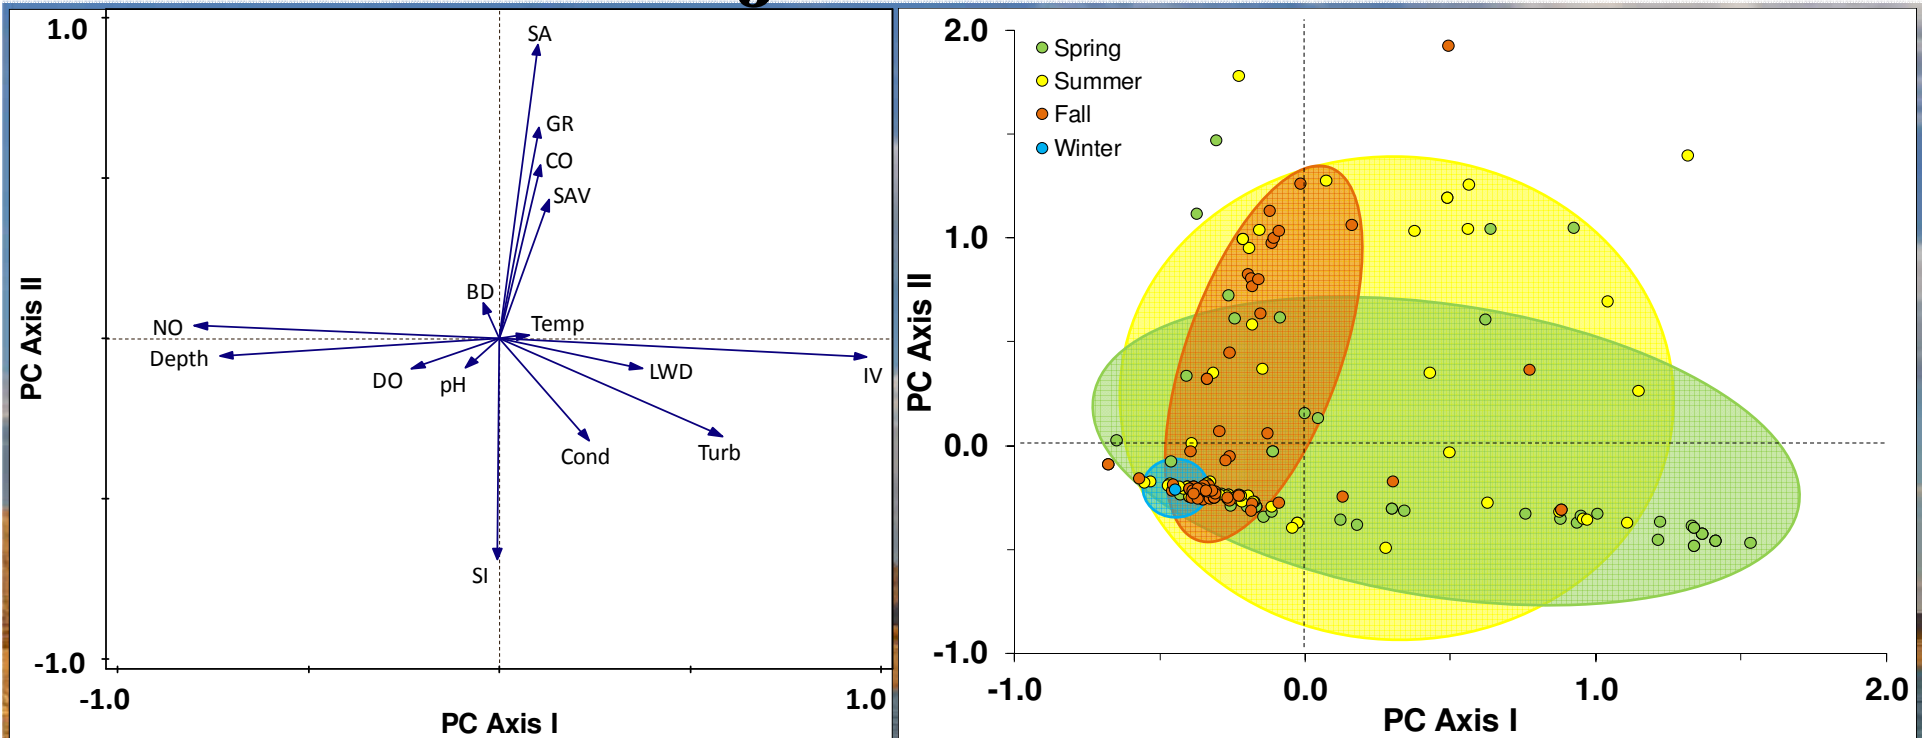 g
1.0
SA
GR
CO
SAV
BD
Temp
NO
Depth
DO
pH
LWD
IV
Cond
Turb
SI
-1.0
-1.0
1.0
PC Axis II
PC Axis I
2.0
Spring
Summer
Fall
Winter
1.0
0.0
-1.0
-1.0
0.0
1.0
2.0
PC Axis II
PC Axis I